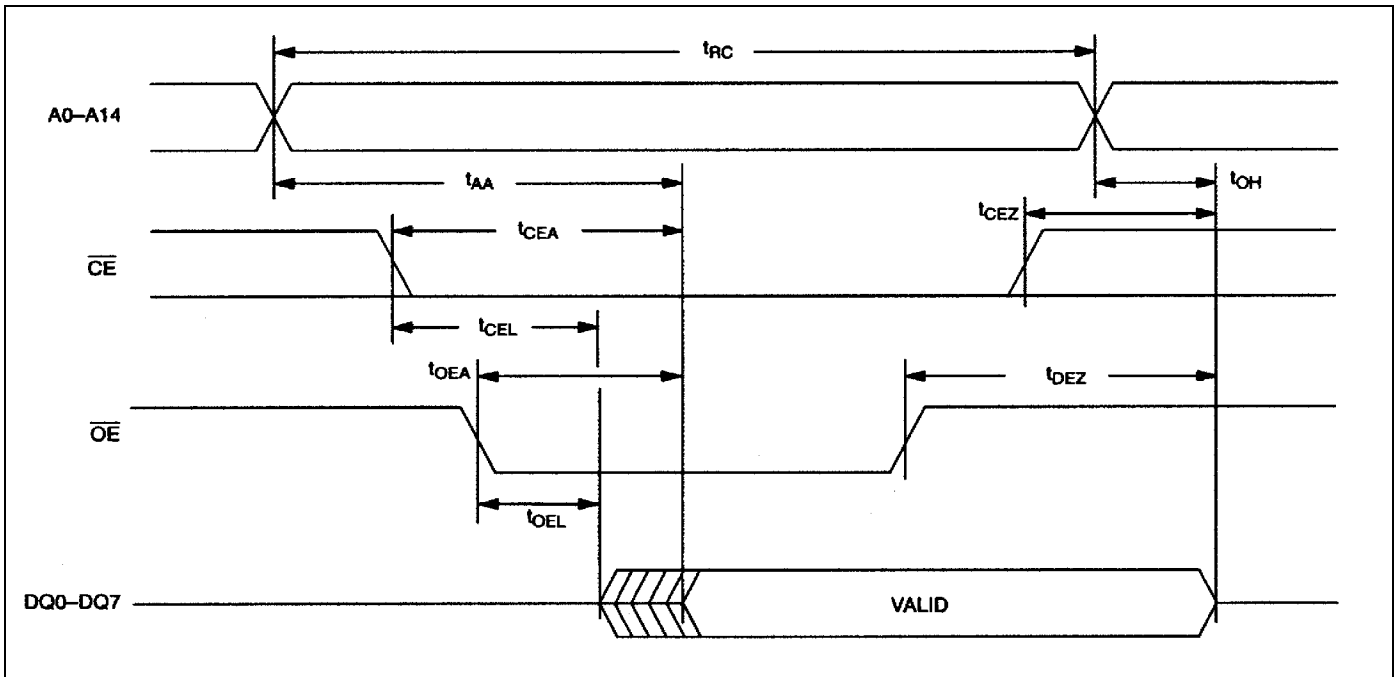 tRC
A0–A14
tAA
tOH
tCEZ
tCEA
CE
tCEL
tOEA
tDEZ
OE
tOEL
DQ0–DQ7
VALID